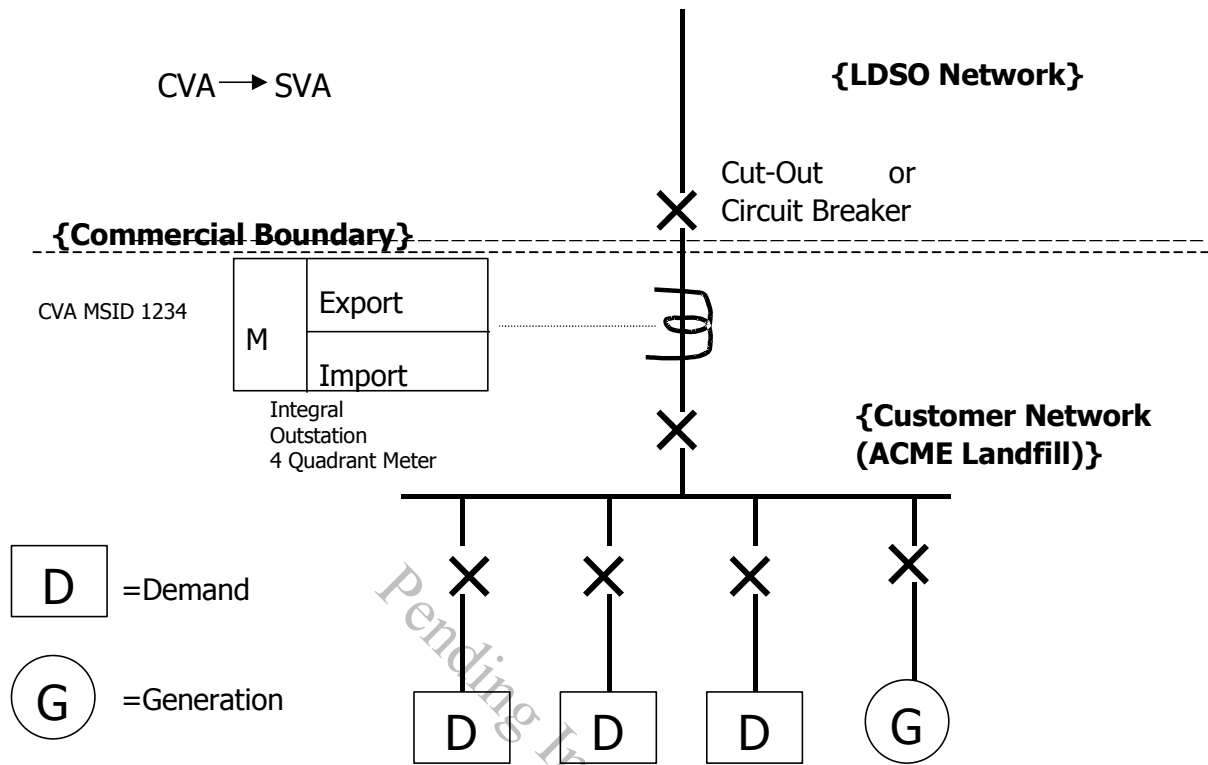 CVA → SVA
{LDSO Network}
Cut-Out or
Circuit Breaker
{Commercial Boundary}
CVA MSID 1234
M
Export
Import
Integral
Outstation
4 Quadrant Meter
{Customer Network
(ACME Landfill)}
D =Demand
G =Generation
D D D G
Pending